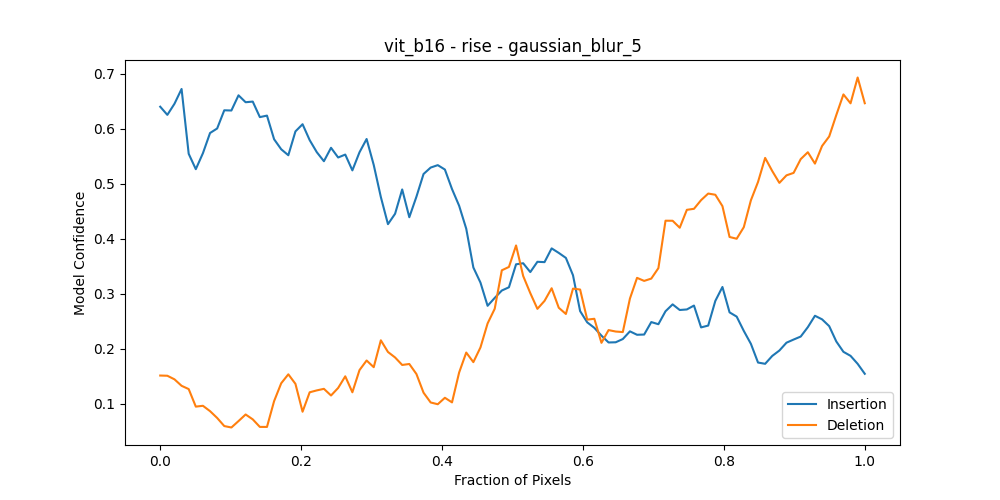 vit_b16 - rise - gaussian_blur_5
Model Confidence
0.7
0.6
0.5
0.4
0.3
0.2
0.1
0.0
0.2
0.4
0.6
0.8
1.0
Fraction of Pixels
Insertion
Deletion